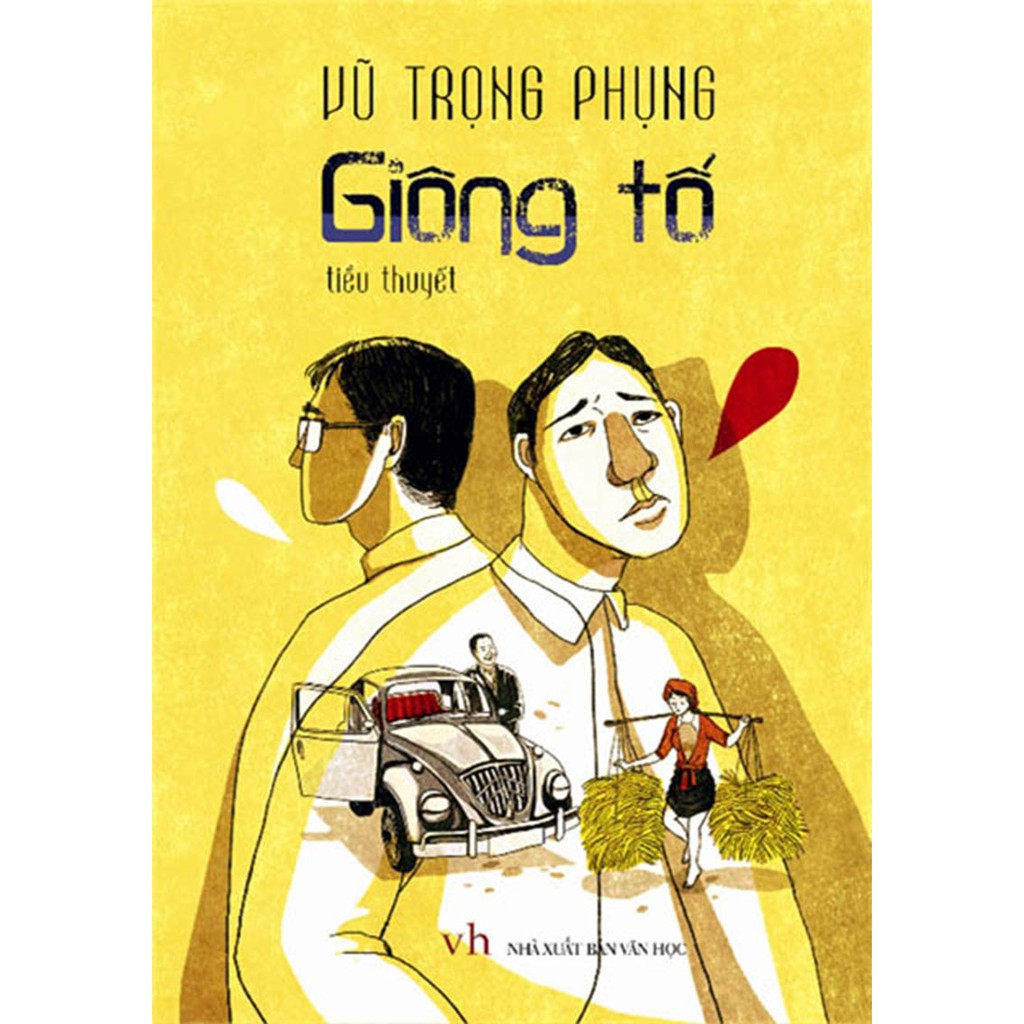 VŨ TRỌNG PHỤNG
Giông tố
tiểu thuyết
vh NHÀ XUẤT BẢN VĂN HỌC